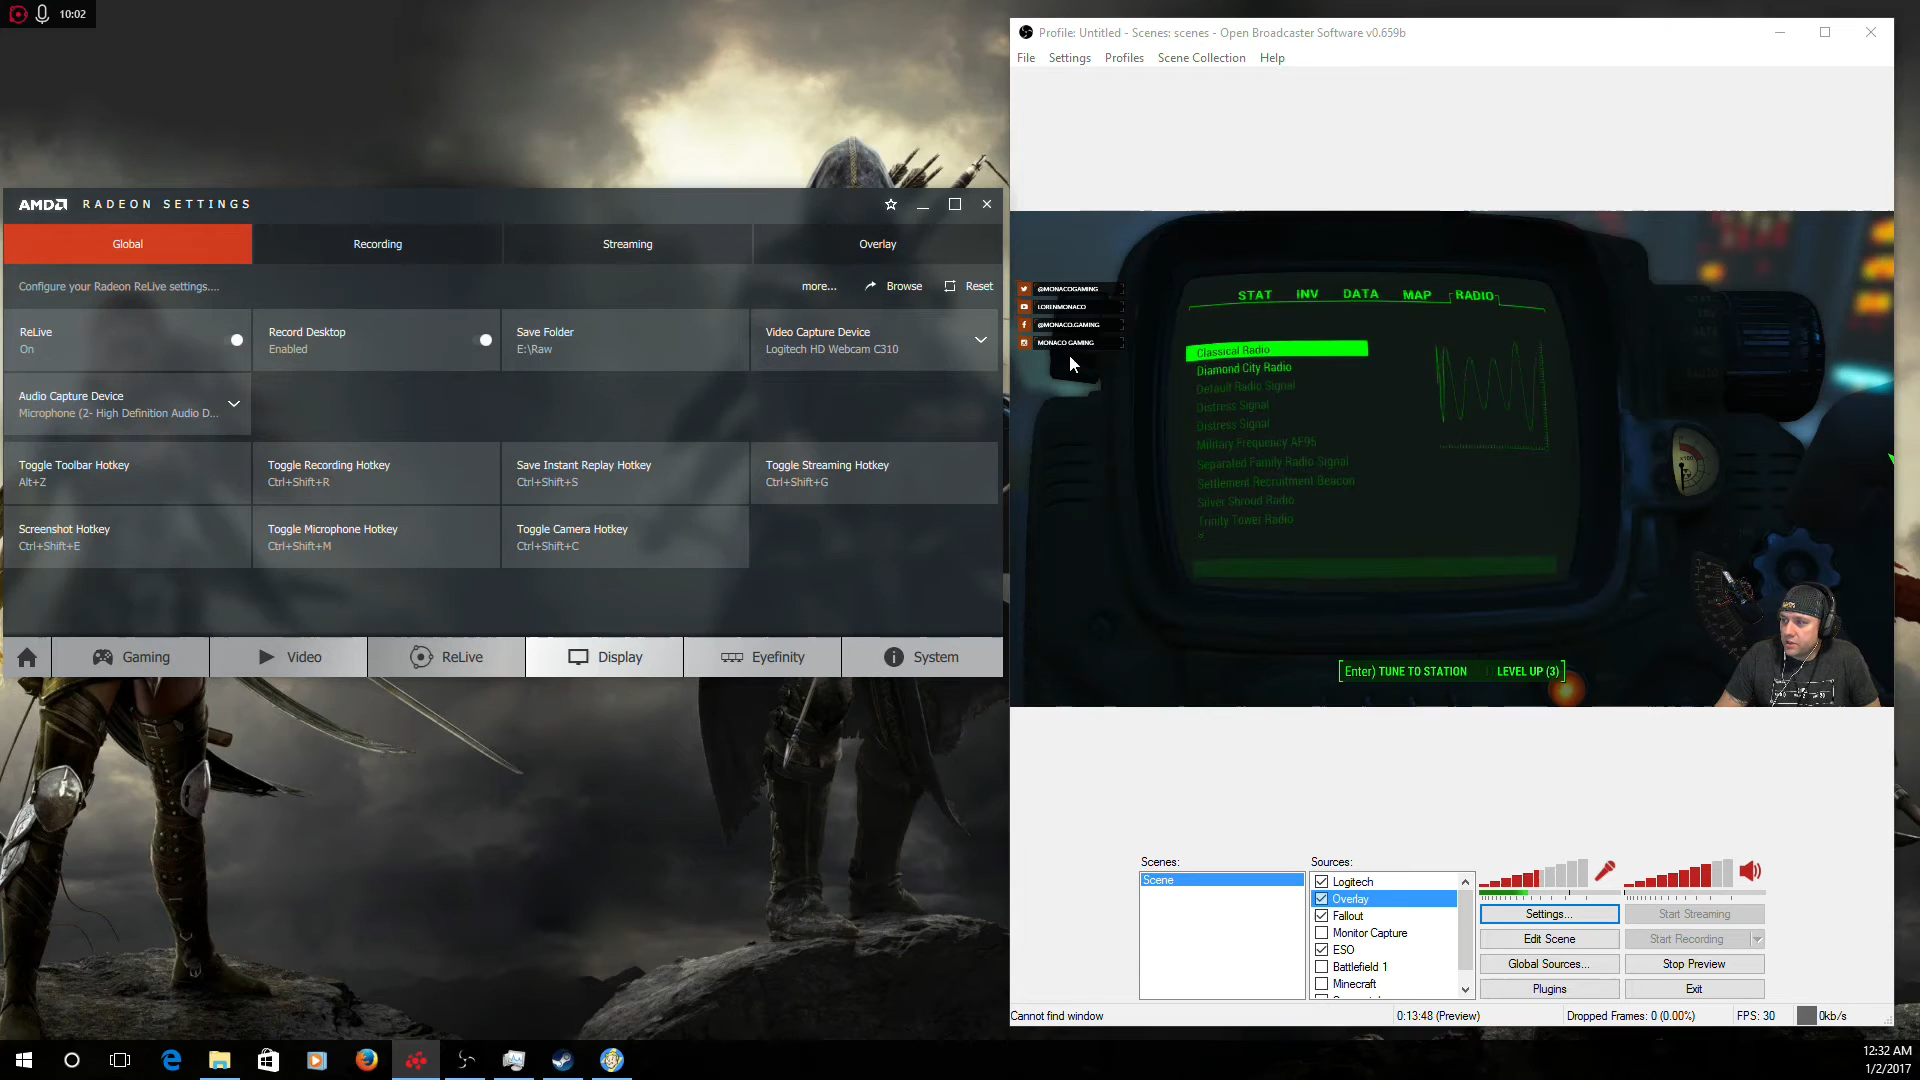 10:02
AMD RADEON SETTINGS
Global
Recording
Streaming
Overlay
Configure your Radeon ReLive settings....
more...
Browse
Reset
ReLive
On
Record Desktop
Enabled
Save Folder
E:\Raw
Video Capture Device
Logitech HD Webcam C310
Audio Capture Device
Microphone (2- High Definition Audio D...
Toggle Toolbar Hotkey
Alt+Z
Toggle Recording Hotkey
Ctrl+Shift+R
Save Instant Replay Hotkey
Ctrl+Shift+S
Toggle Streaming Hotkey
Ctrl+Shift+G
Screenshot Hotkey
Ctrl+Shift+E
Toggle Microphone Hotkey
Ctrl+Shift+M
Toggle Camera Hotkey
Ctrl+Shift+C
Gaming
Video
ReLive
Display
Eyefinity
System
Profile: Untitled - Scenes: scenes - Open Broadcaster Software v0.659b
File Settings Profiles Scene Collection Help
@MONACOGAMING
LORENMONACO
@MONACO.GAMING
MONACO GAMING
STAT INV DATA MAP RADIO
Classical Radio
Diamond City Radio
Default Radio Signal
Distress Signal
Distress Signal
Military Frequency AF95
Separated Family Radio Signal
Settlement Recruitment Beacon
Silver Shroud Radio
Trinity Tower Radio
Enter) TUNE TO STATION
LEVEL UP (3)
Scenes:
Scene
Sources:
Logitech
Overlay
Fallout
Monitor Capture
ESO
Battlefield 1
Minecraft
Settings...
Start Streaming
Edit Scene
Start Recording
Global Sources...
Stop Preview
Plugins
Exit
Cannot find window
0:13:48 (Preview)
Dropped Frames: 0 (0.00%)
FPS: 30
0kb/s
12:32 AM
1/2/2017